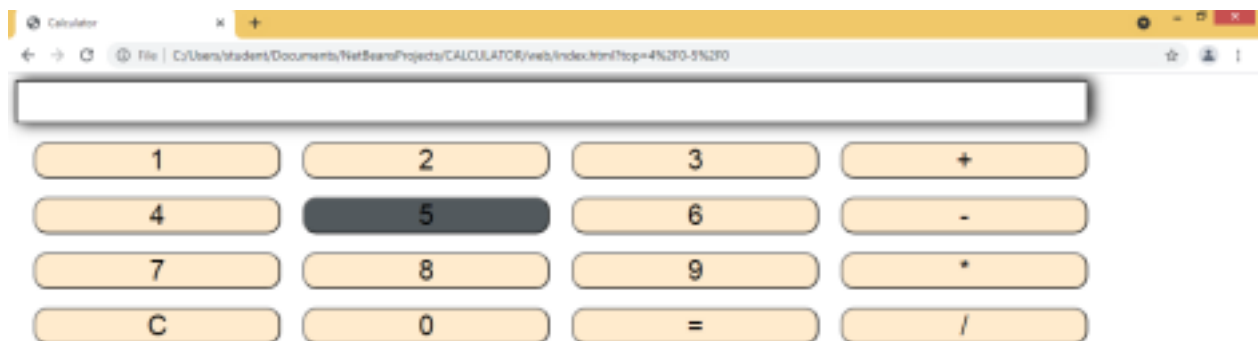 Calculator
File | C:/Users/student/Documents/NetBeansProjects/CALCULATOR/web/index.html?top=4%2F0-5%2F0
1 2 3 +
4 5 6 -
7 8 9 *
C 0 = /